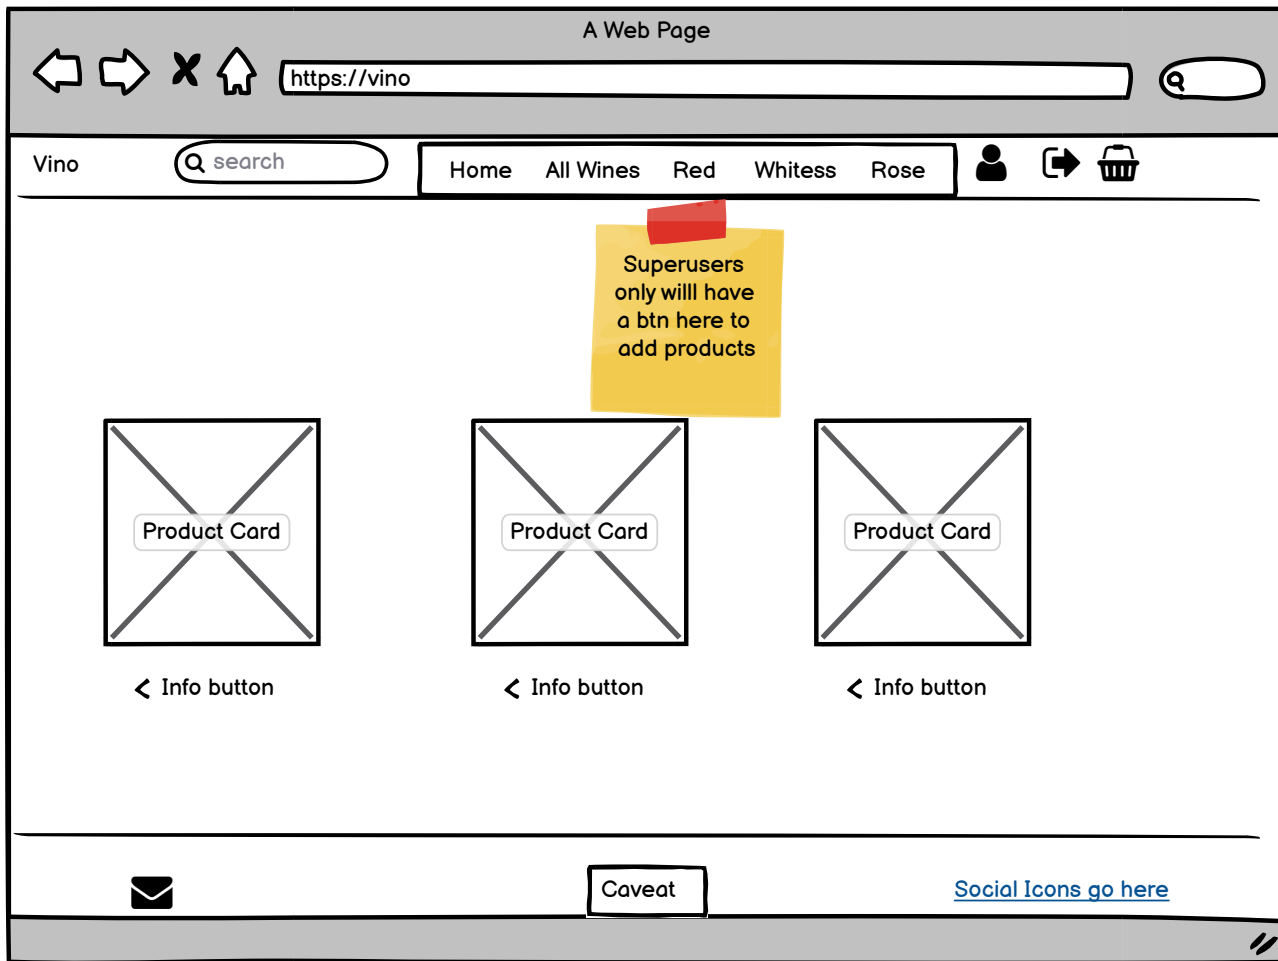 A Web Page
https://vino
Vino
search
Home All Wines Red Whitess Rose
Superusers
only willl have
a btn here to
add products
Product Card
Product Card
Product Card
Info button
Info button
Info button
Caveat
Social Icons go here